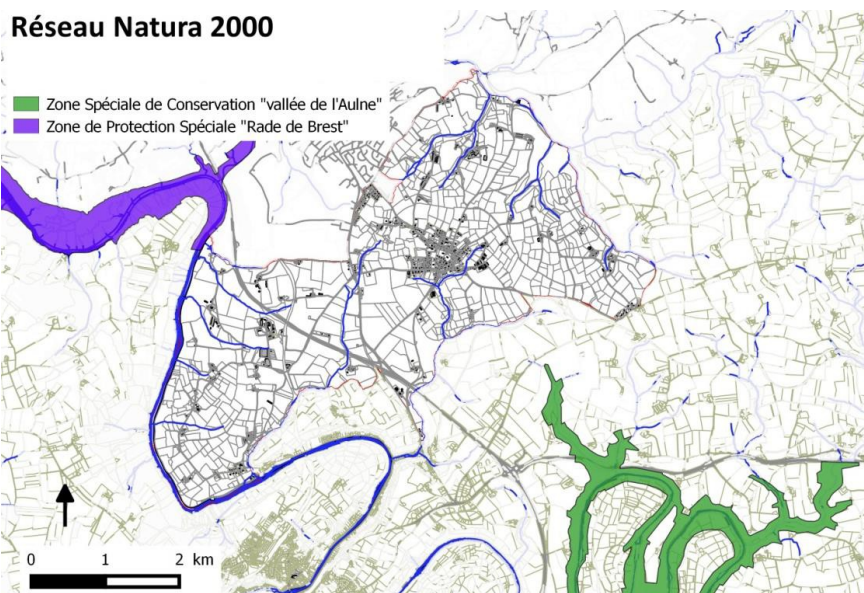 Réseau Natura 2000
Zone Spéciale de Conservation "vallée de l'Aulne"
Zone de Protection Spéciale "Rade de Brest"
0 1 2 km